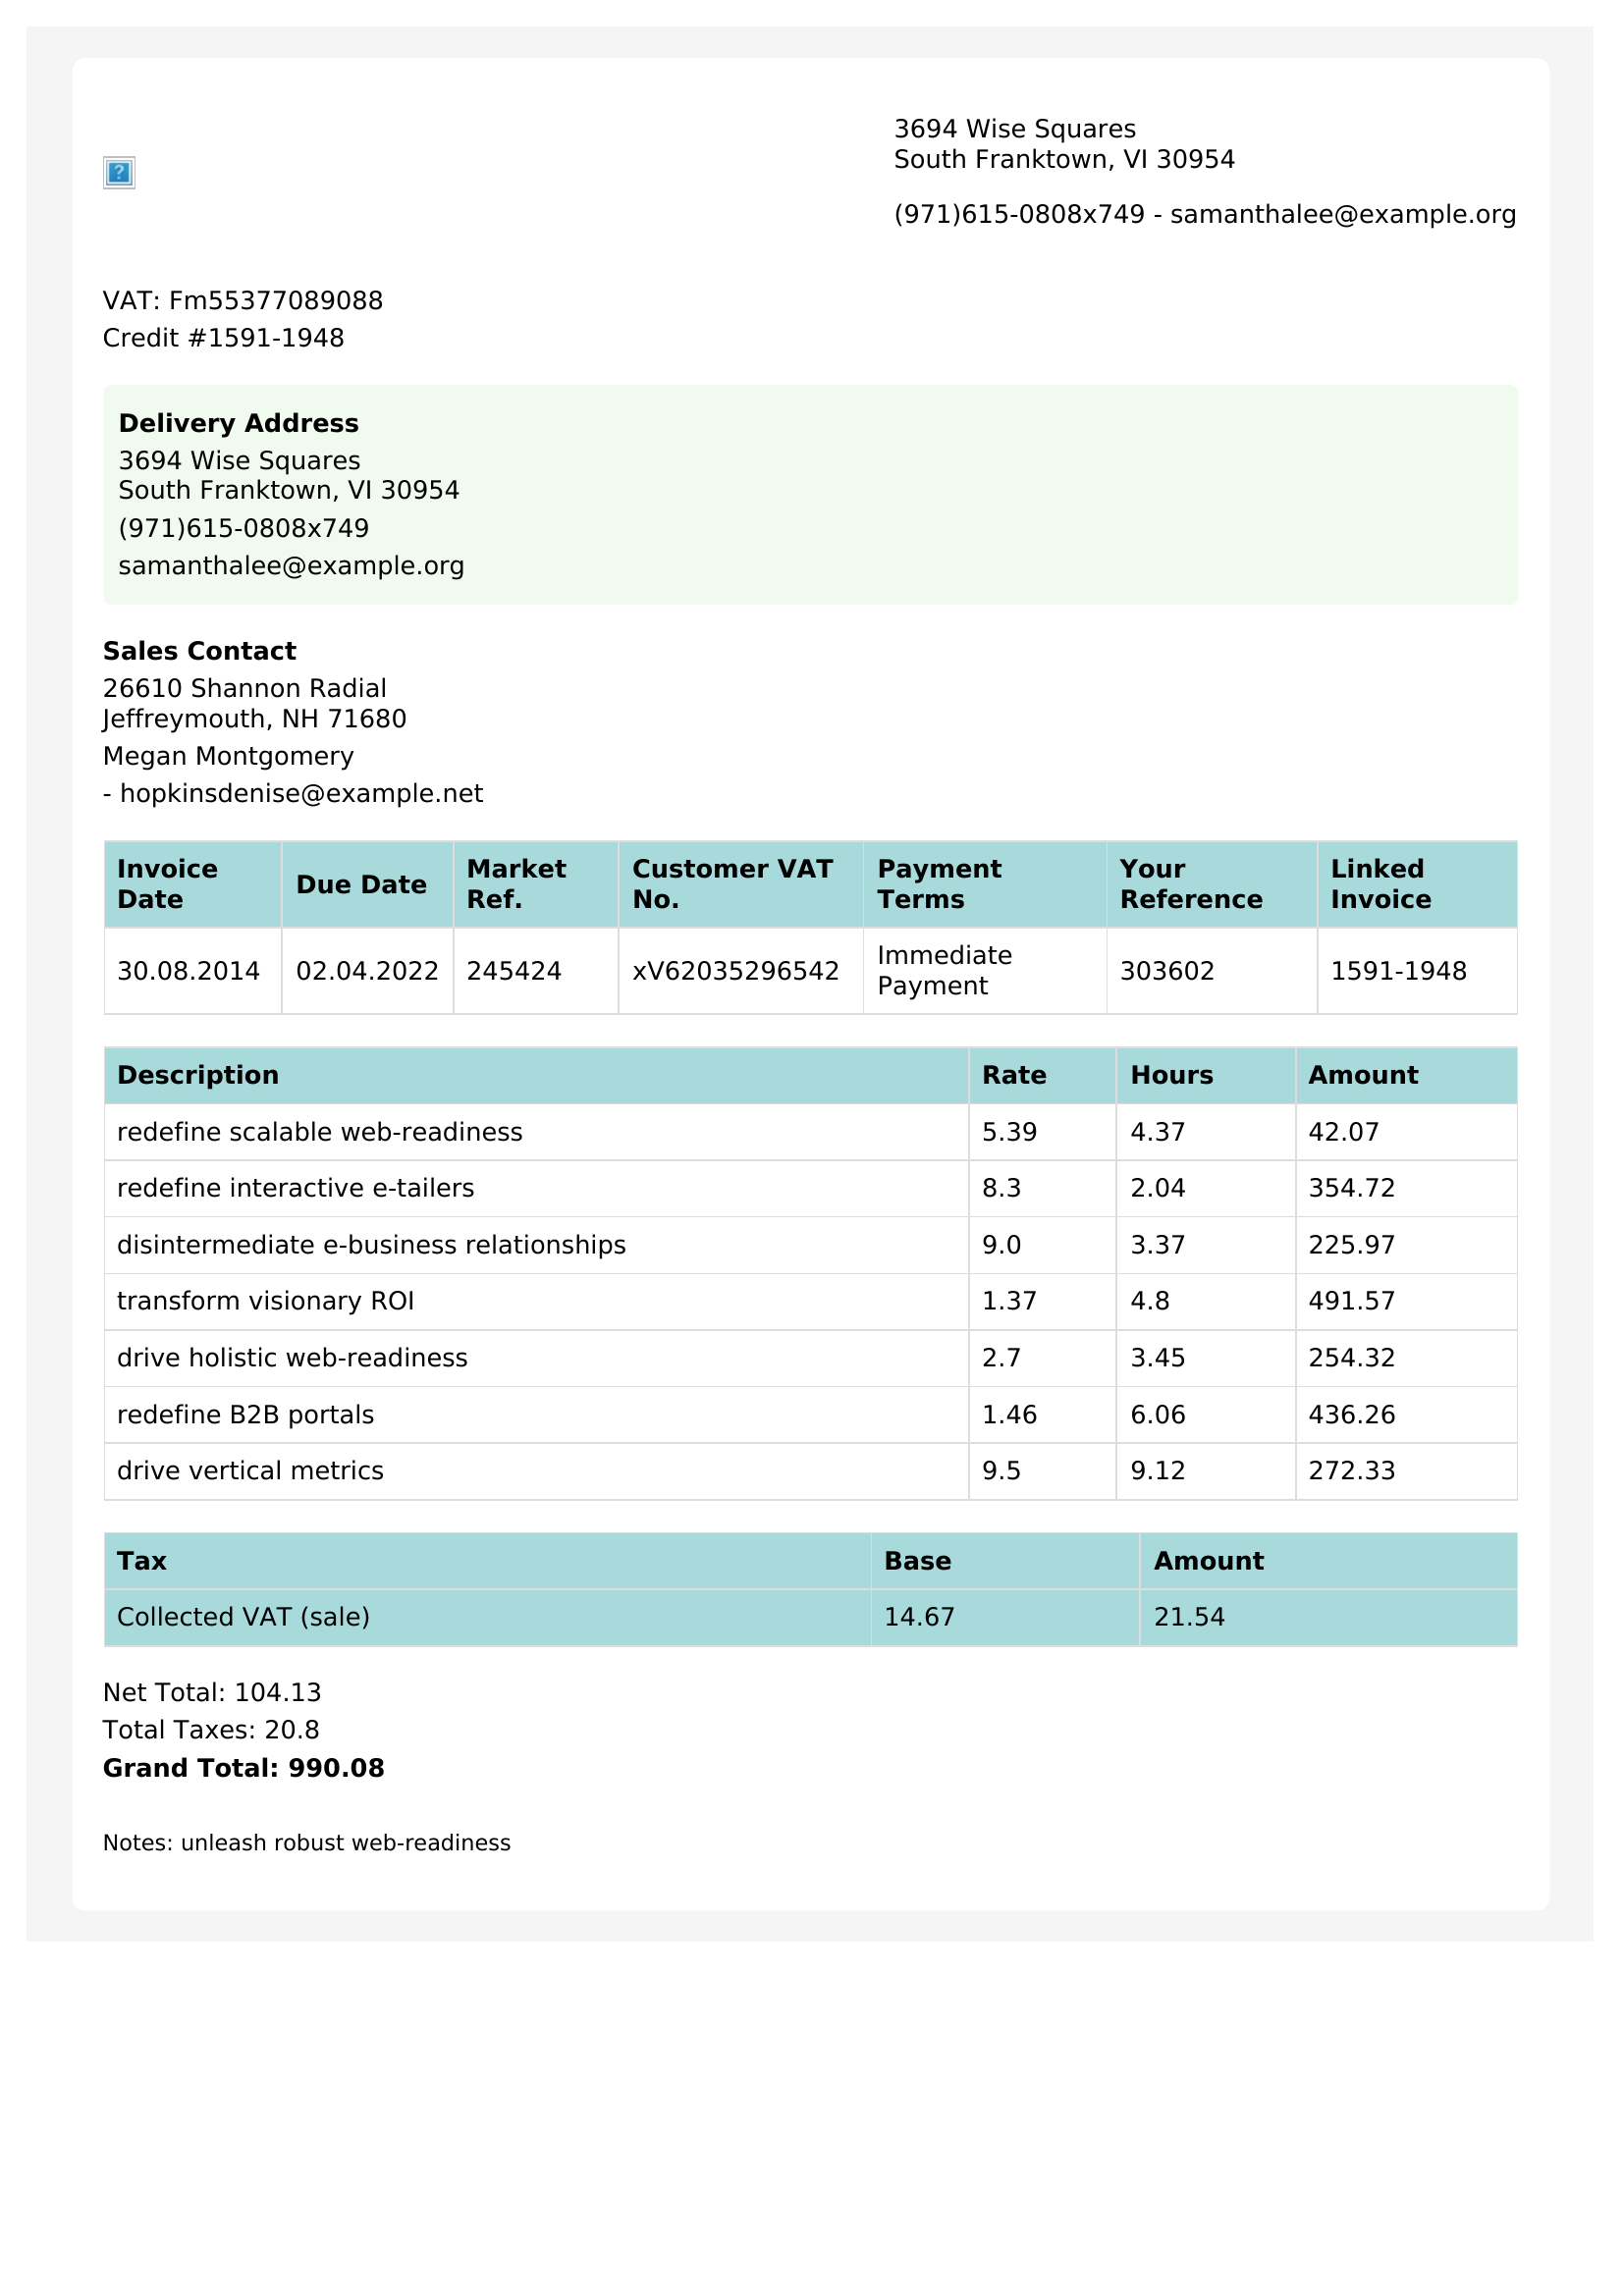 3694 Wise Squares
South Franktown, VI 30954
(971)615-0808x749 - samanthalee@example.org
VAT: Fm55377089088
Credit #1591-1948
Delivery Address
3694 Wise Squares
South Franktown, VI 30954
(971)615-0808x749
samanthalee@example.org
Sales Contact
26610 Shannon Radial
Jeffreymouth, NH 71680
Megan Montgomery
- hopkinsdenise@example.net
Invoice Date Due Date Market Ref. Customer VAT No. Payment Terms Your Reference Linked Invoice
30.08.2014 02.04.2022 245424 xV62035296542 Immediate Payment 303602 1591-1948
Description Rate Hours Amount
redefine scalable web-readiness 5.39 4.37 42.07
redefine interactive e-tailers 8.3 2.04 354.72
disintermediate e-business relationships 9.0 3.37 225.97
transform visionary ROI 1.37 4.8 491.57
drive holistic web-readiness 2.7 3.45 254.32
redefine B2B portals 1.46 6.06 436.26
drive vertical metrics 9.5 9.12 272.33
Tax Base Amount
Collected VAT (sale) 14.67 21.54
Net Total: 104.13
Total Taxes: 20.8
Grand Total: 990.08
Notes: unleash robust web-readiness